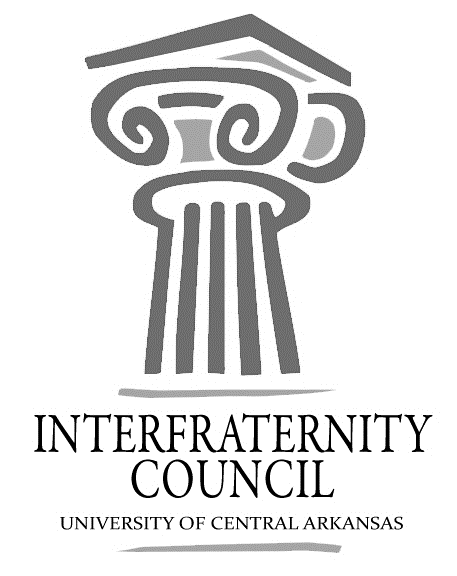 INTERFRATERNITY
COUNCIL
UNIVERSITY OF CENTRAL ARKANSAS